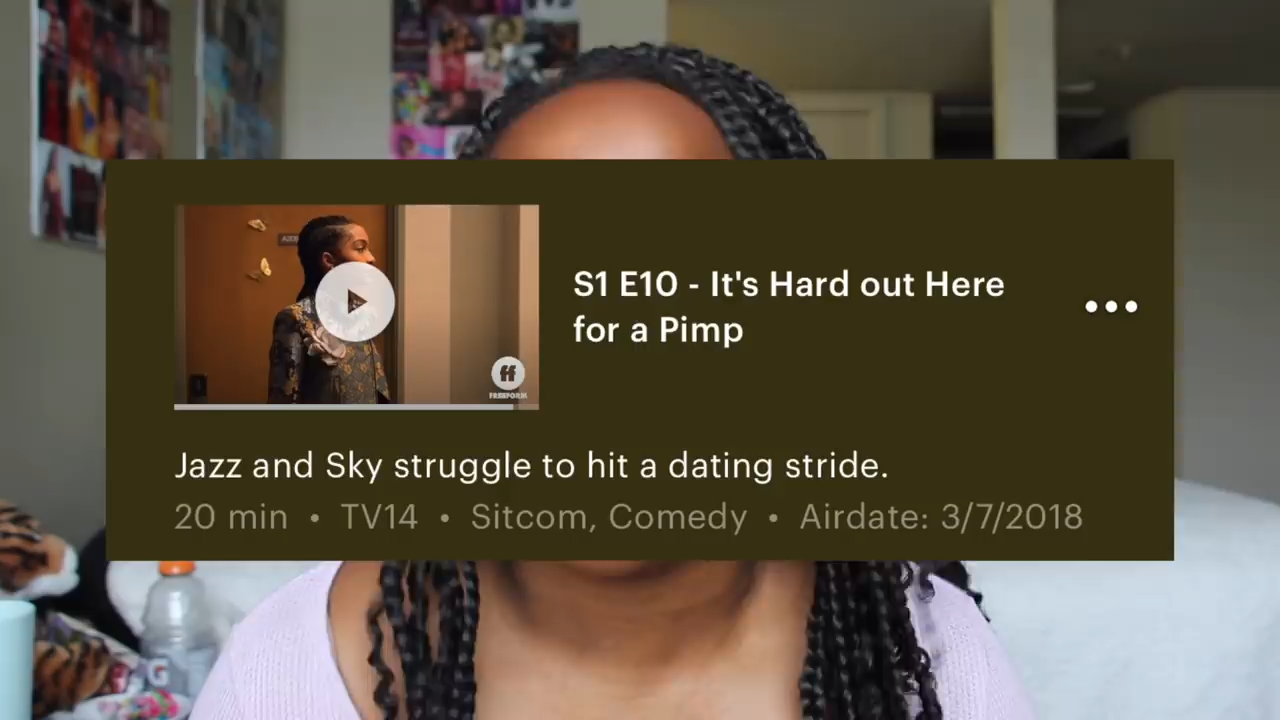 S1 E10 - It's Hard out Here
for a Pimp
FREEFORM
Jazz and Sky struggle to hit a dating stride.
20 min • TV14 • Sitcom, Comedy • Airdate: 3/7/2018
G